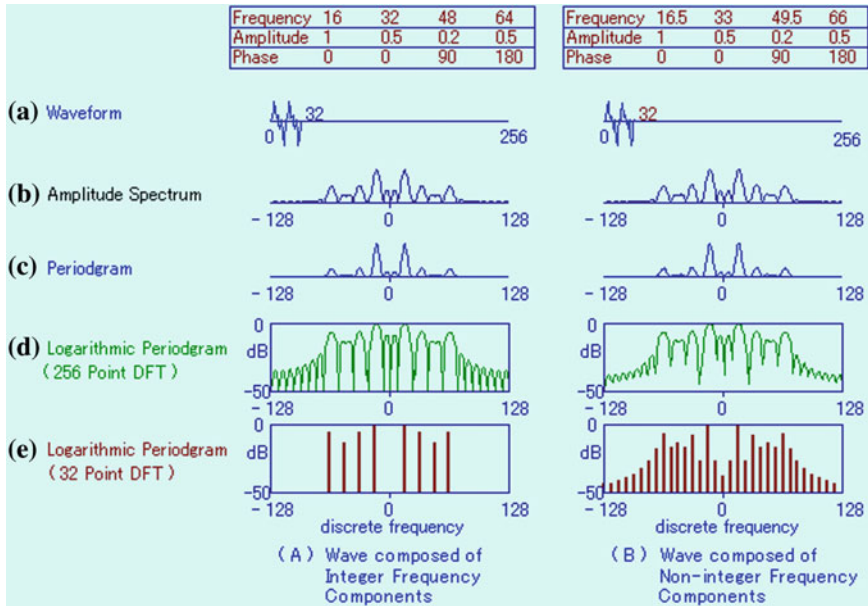 Frequency 16 32 48 64
Amplitude 1 0.5 0.2 0.5
Phase 0 0 90 180
Frequency 16.5 33 49.5 66
Amplitude 1 0.5 0.2 0.5
Phase 0 0 90 180
(a) Waveform
32
0 256
32
0 256
(b) Amplitude Spectrum
- 128 0 128
- 128 0 128
(c) Periodgram
- 128 0 128
- 128 0 128
(d) Logarithmic Periodgram
( 256 Point DFT )
0
dB
-50
- 128 0 128
0
dB
-50
- 128 0 128
(e) Logarithmic Periodgram
( 32 Point DFT )
0
dB
-50
- 128 0 128
discrete frequency
0
dB
-50
- 128 0 128
discrete frequency
( A ) Wave composed of
Integer Frequency
Components
( B ) Wave composed of
Non-integer Frequency
Components